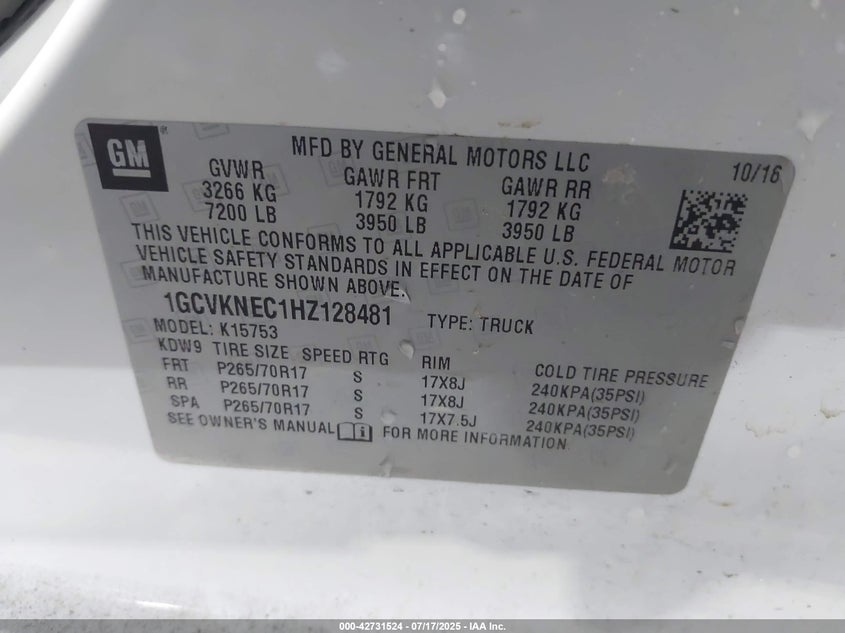 GM
MFD BY GENERAL MOTORS LLC
10/16
GVWR GAWR FRT GAWR RR
3266 KG 1792 KG 1792 KG
7200 LB 3950 LB 3950 LB
THIS VEHICLE CONFORMS TO ALL APPLICABLE U.S. FEDERAL MOTOR
VEHICLE SAFETY STANDARDS IN EFFECT ON THE DATE OF
MANUFACTURE SHOWN ABOVE.
1GCVKNEC1HZ128481 TYPE: TRUCK
MODEL: K15753
KDW9 TIRE SIZE SPEED RTG RIM COLD TIRE PRESSURE
FRT P265/70R17 S 17X8J 240KPA(35PSI)
RR P265/70R17 S 17X8J 240KPA(35PSI)
SPA P265/70R17 S 17X7.5J 240KPA(35PSI)
SEE OWNER'S MANUAL FOR MORE INFORMATION
000-42731524 | 07/17/2025 - IAA Inc.